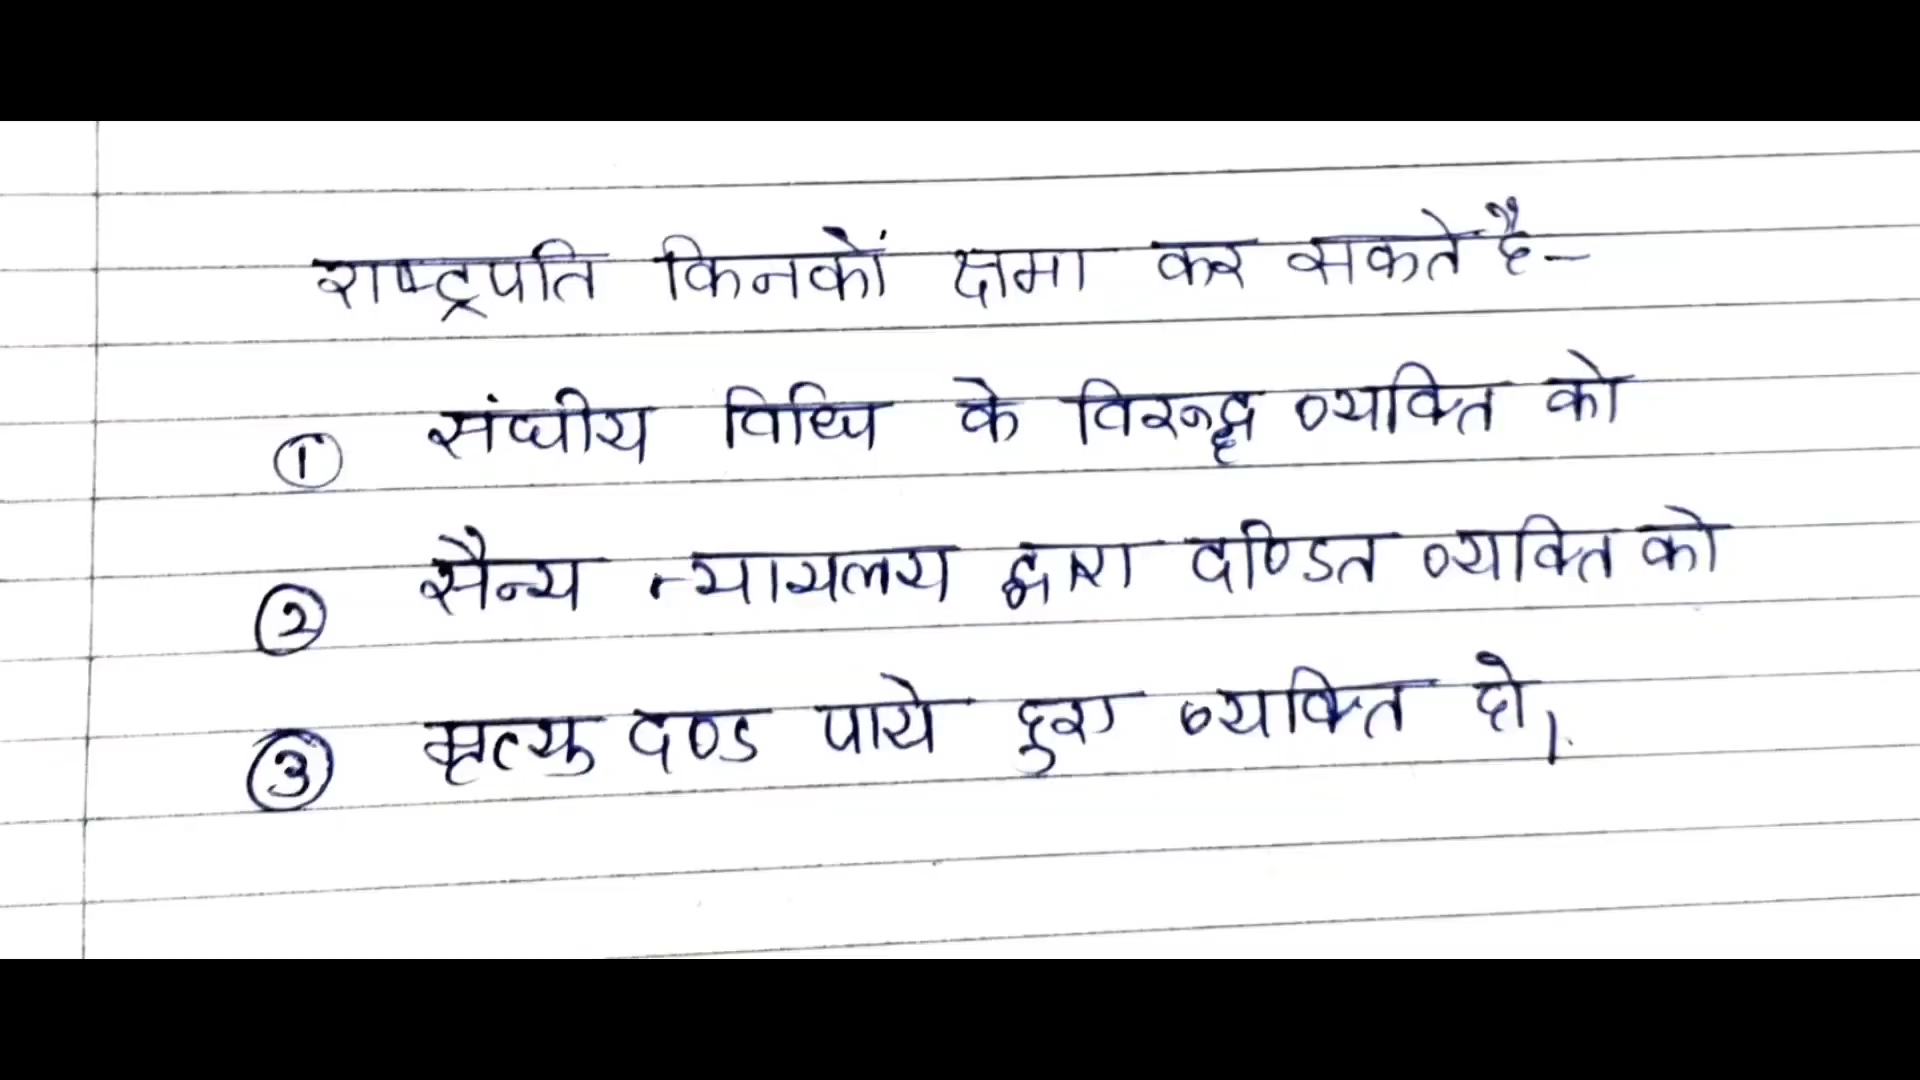 राष्ट्रपति किनकों क्षमा कर सकते है-
① संघीय विधि के विरूद्ध व्यक्ति को
② सैन्य न्यायलय द्वारा दण्डित व्यक्ति को
③ मृत्यु दण्ड पाये हुए व्यक्ति हो।